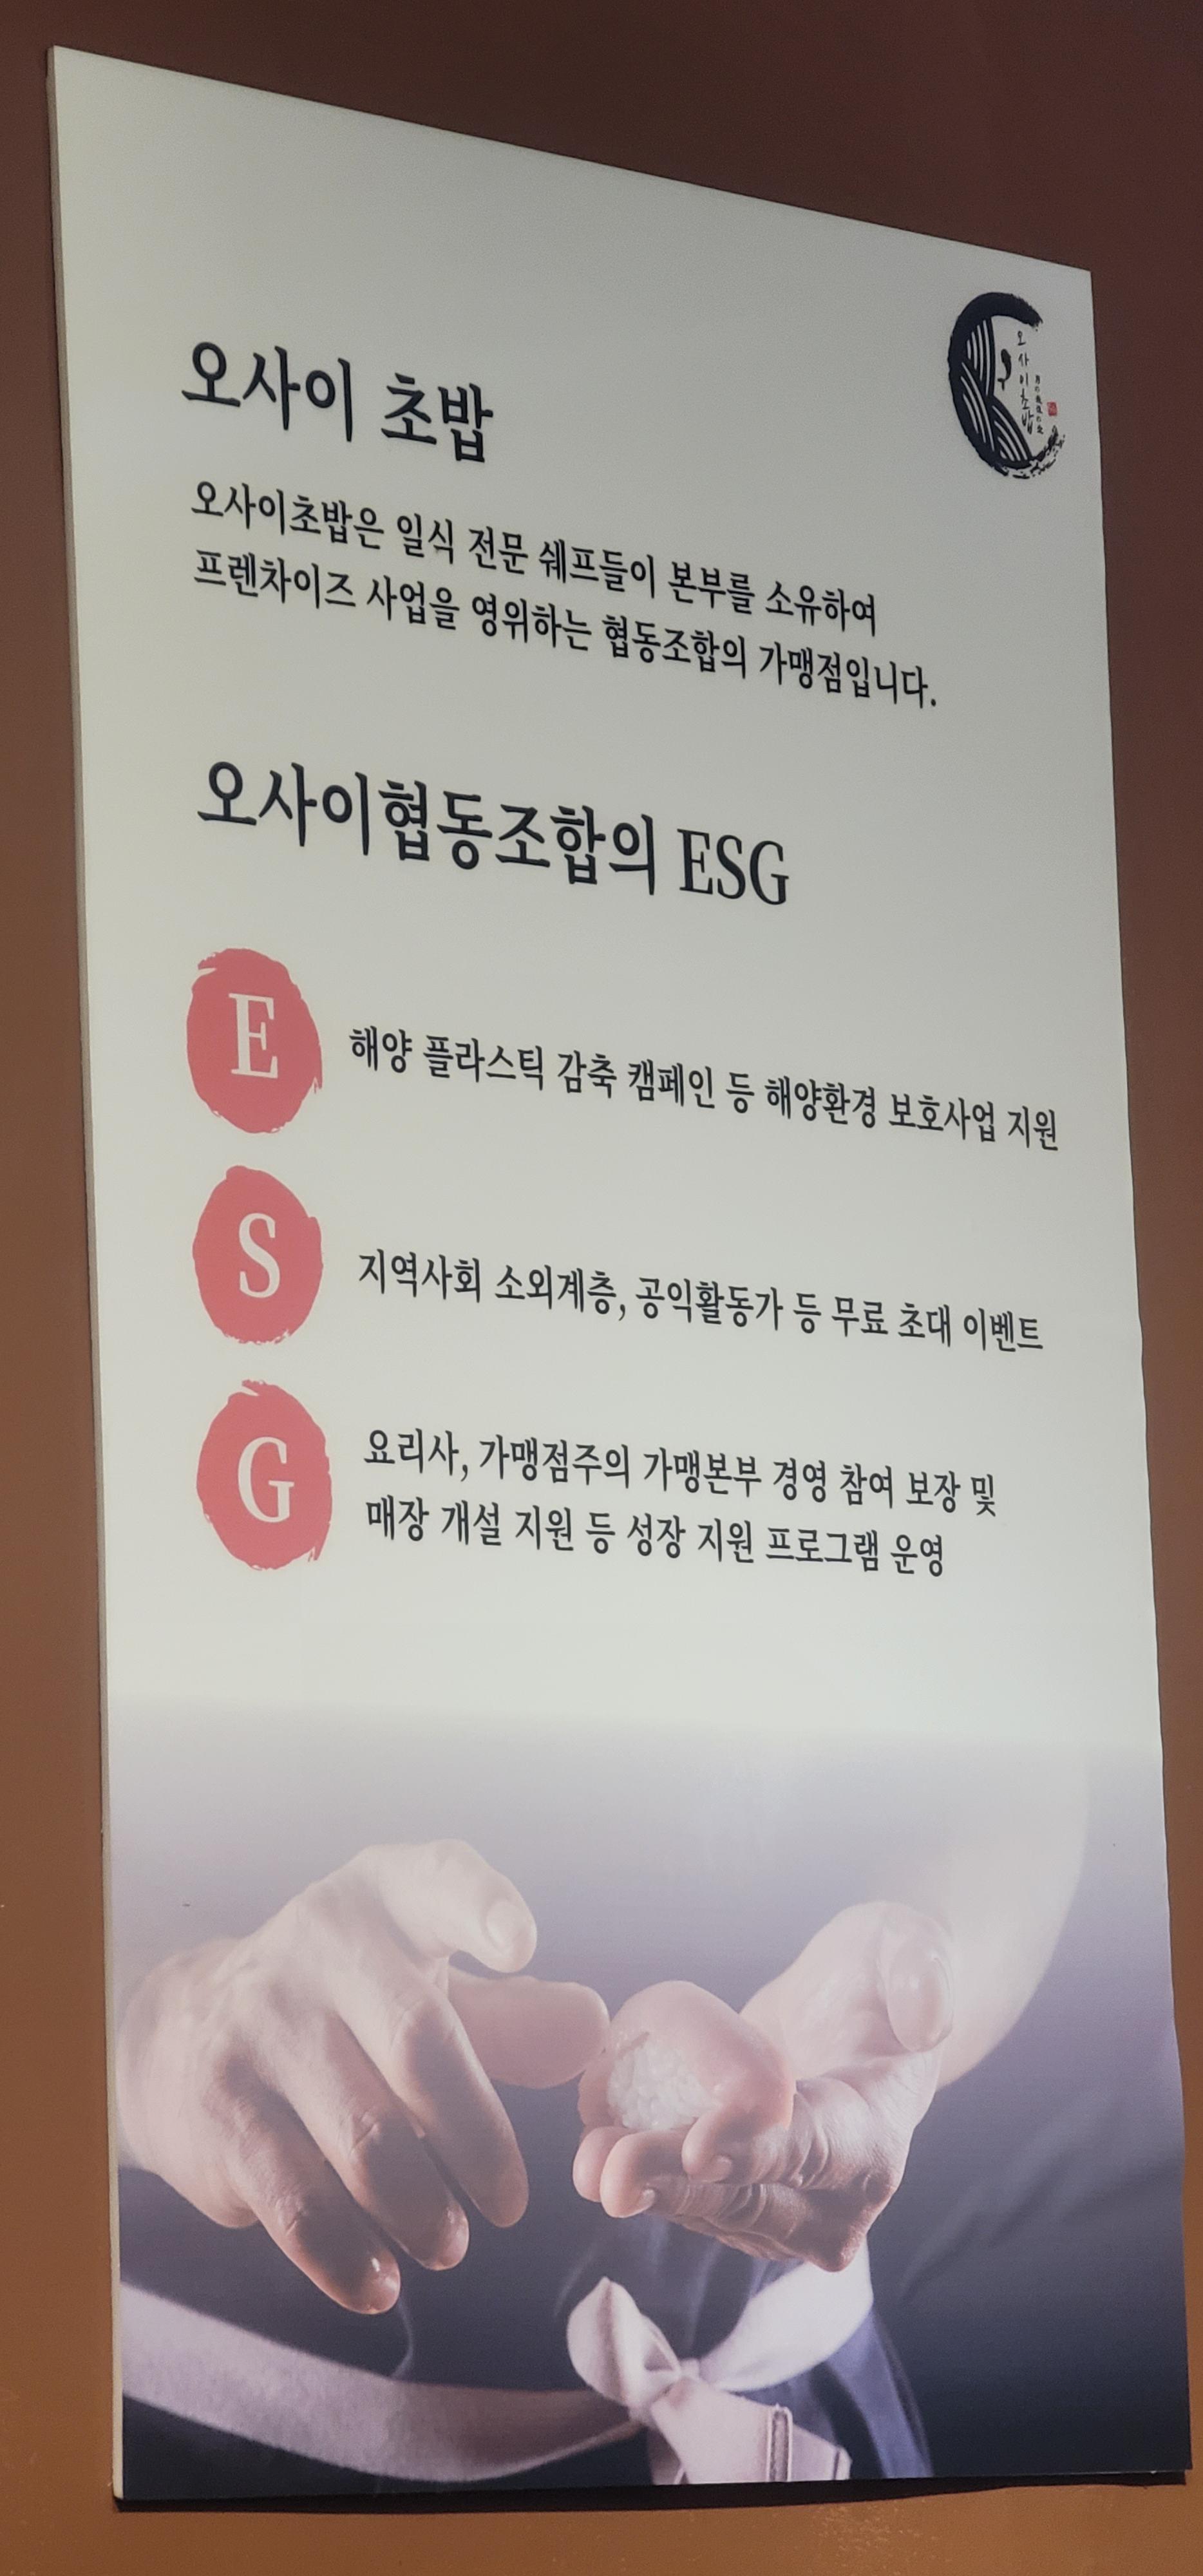 오사이 초밥
오사이초밥은 일식 전문 쉐프들이 본부를 소유하여
프렌차이즈 사업을 영위하는 협동조합의 가맹점입니다.
오사이초밥
오사이협동조합의 ESG
E
해양 플라스틱 감축 캠페인 등 해양환경 보호사업 지원
S
지역사회 소외계층, 공익활동가 등 무료 초대 이벤트
G
요리사, 가맹점주의 가맹본부 경영 참여 보장 및
매장 개설 지원 등 성장 지원 프로그램 운영